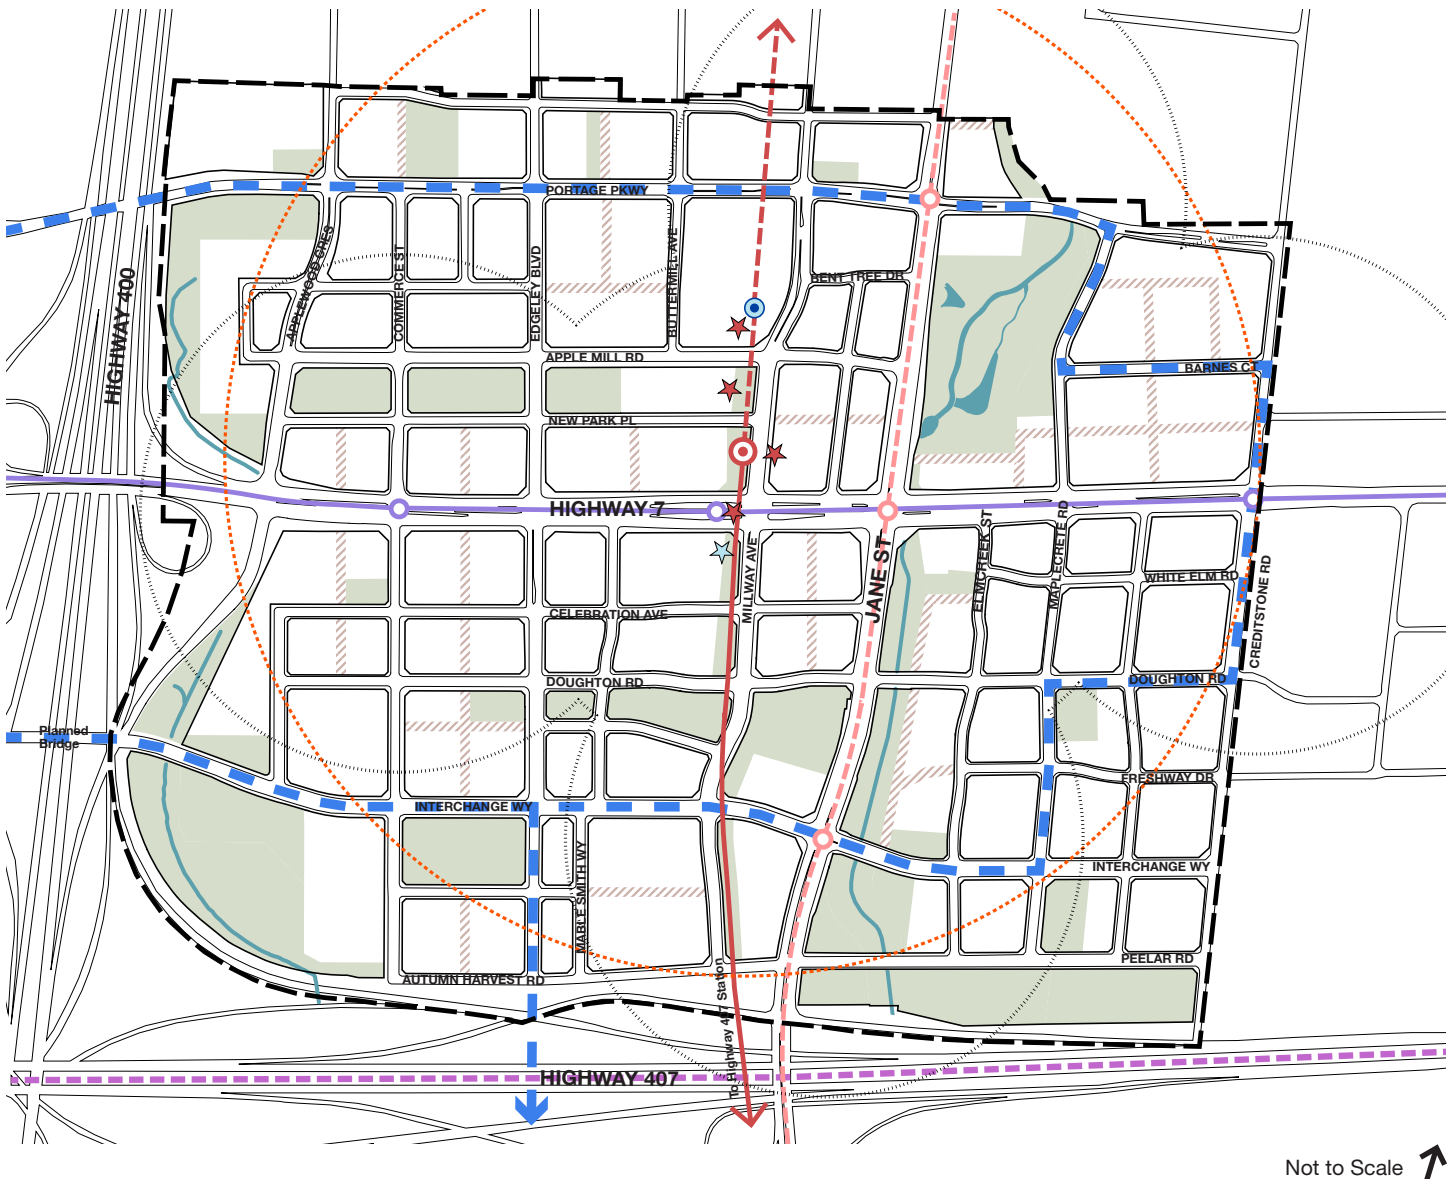 PORTAGE PKWY
APPLEWOOD CRES
COMMERCE ST
EDGELEY BLVD
BUTTERMILL AVE
BENT TREE DR
HIGHWAY 400
APPLE MILL RD
BARNES CT
NEW PARK PL
HIGHWAY 7
MILLWAY AVE
JANE ST
ELMCREEK ST
MAPLECRETE RD
WHITE ELM RD
CREDITSTONE RD
CELEBRATION AVE
DOUGHTON RD
DOUGHTON RD
Planned
Bridge
FRESHWAY DR
INTERCHANGE WY
MABLE SMITH WY
INTERCHANGE WY
PEELAR RD
AUTUMN HARVEST RD
To Highway 407 Station
HIGHWAY 407
Not to Scale